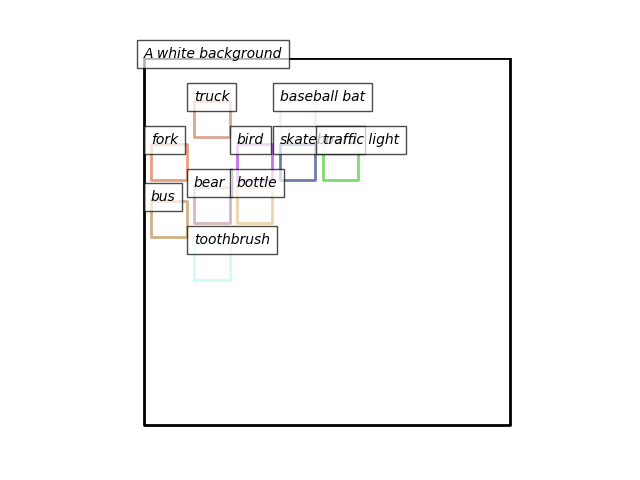 A white background
truck
baseball bat
fork
bird
skate
traffic light
bear
bottle
bus
toothbrush